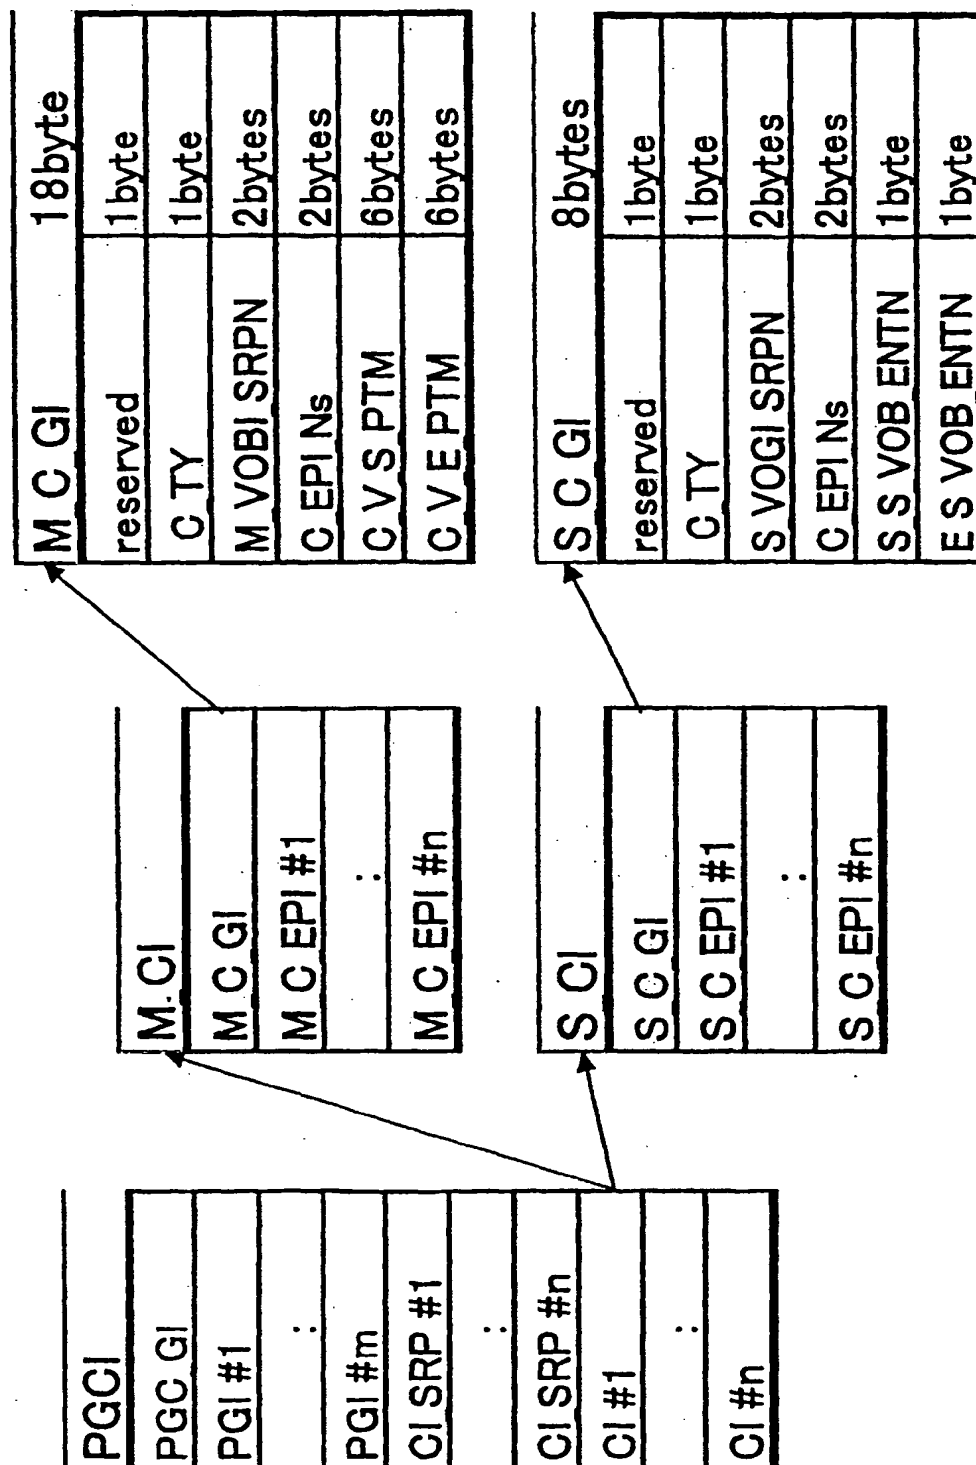 PGCI
PGC GI
PGI #1
:
PGI #m
CI SRP #1
:
CI SRP #n
CI #1
:
CI #n
M CI
M C GI
M C EPI #1
:
M C EPI #n
S CI
S C GI
S C EPI #1
:
S C EPI #n
M C GI 18byte
reserved 1byte
C TY 1byte
M VOBI SRPN 2bytes
C EPI Ns 2bytes
C V S PTM 6bytes
C V E PTM 6bytes
S C GI 8bytes
reserved 1byte
C TY 1byte
S VOGI SRPN 2bytes
C EPI Ns 2bytes
S S VOB ENTN 1byte
E S VOB_ENTN 1byte